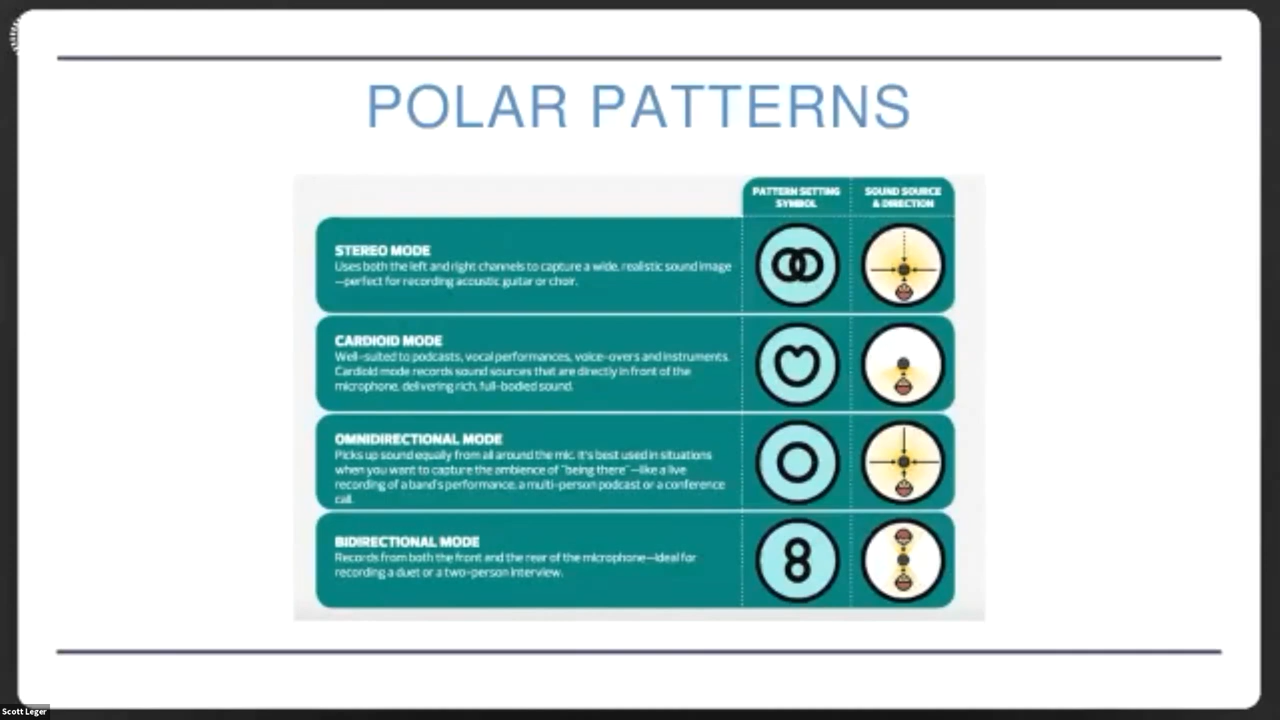 POLAR PATTERNS
PATTERN SETTING
SYMBOL
SOUND SOURCE
& DIRECTION
STEREO MODE
Uses both the left and right channels to capture a wide, realistic sound image
—perfect for recording acoustic guitar or choir.
CARDIOID MODE
Well-suited to podcasts, vocal performances, voice-overs and instruments.
Cardioid mode records sound sources that are directly in front of the
microphone, delivering rich, full-bodied sound.
OMNIDIRECTIONAL MODE
Picks up sound equally from all around the mic. It's best used in situations
when you want to capture the ambience of "being there"—like a live
recording of a band's performance, a multi-person podcast or a conference
call.
BIDIRECTIONAL MODE
Records from both the front and the rear of the microphone—ideal for
recording a duet or a two-person interview.
Scott Leger